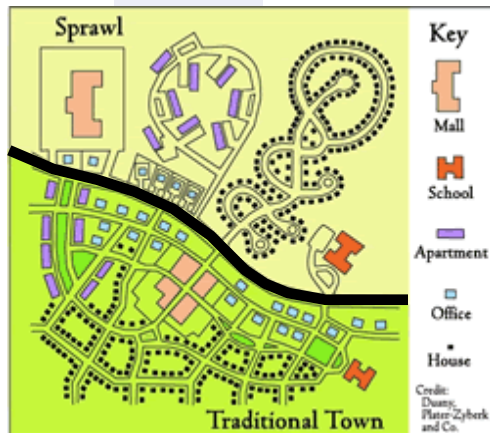 Sprawl
Key
Mall
School
Apartment
Office
House
Credit:
Duany,
Plater-Zyberk
and Co.
Traditional Town